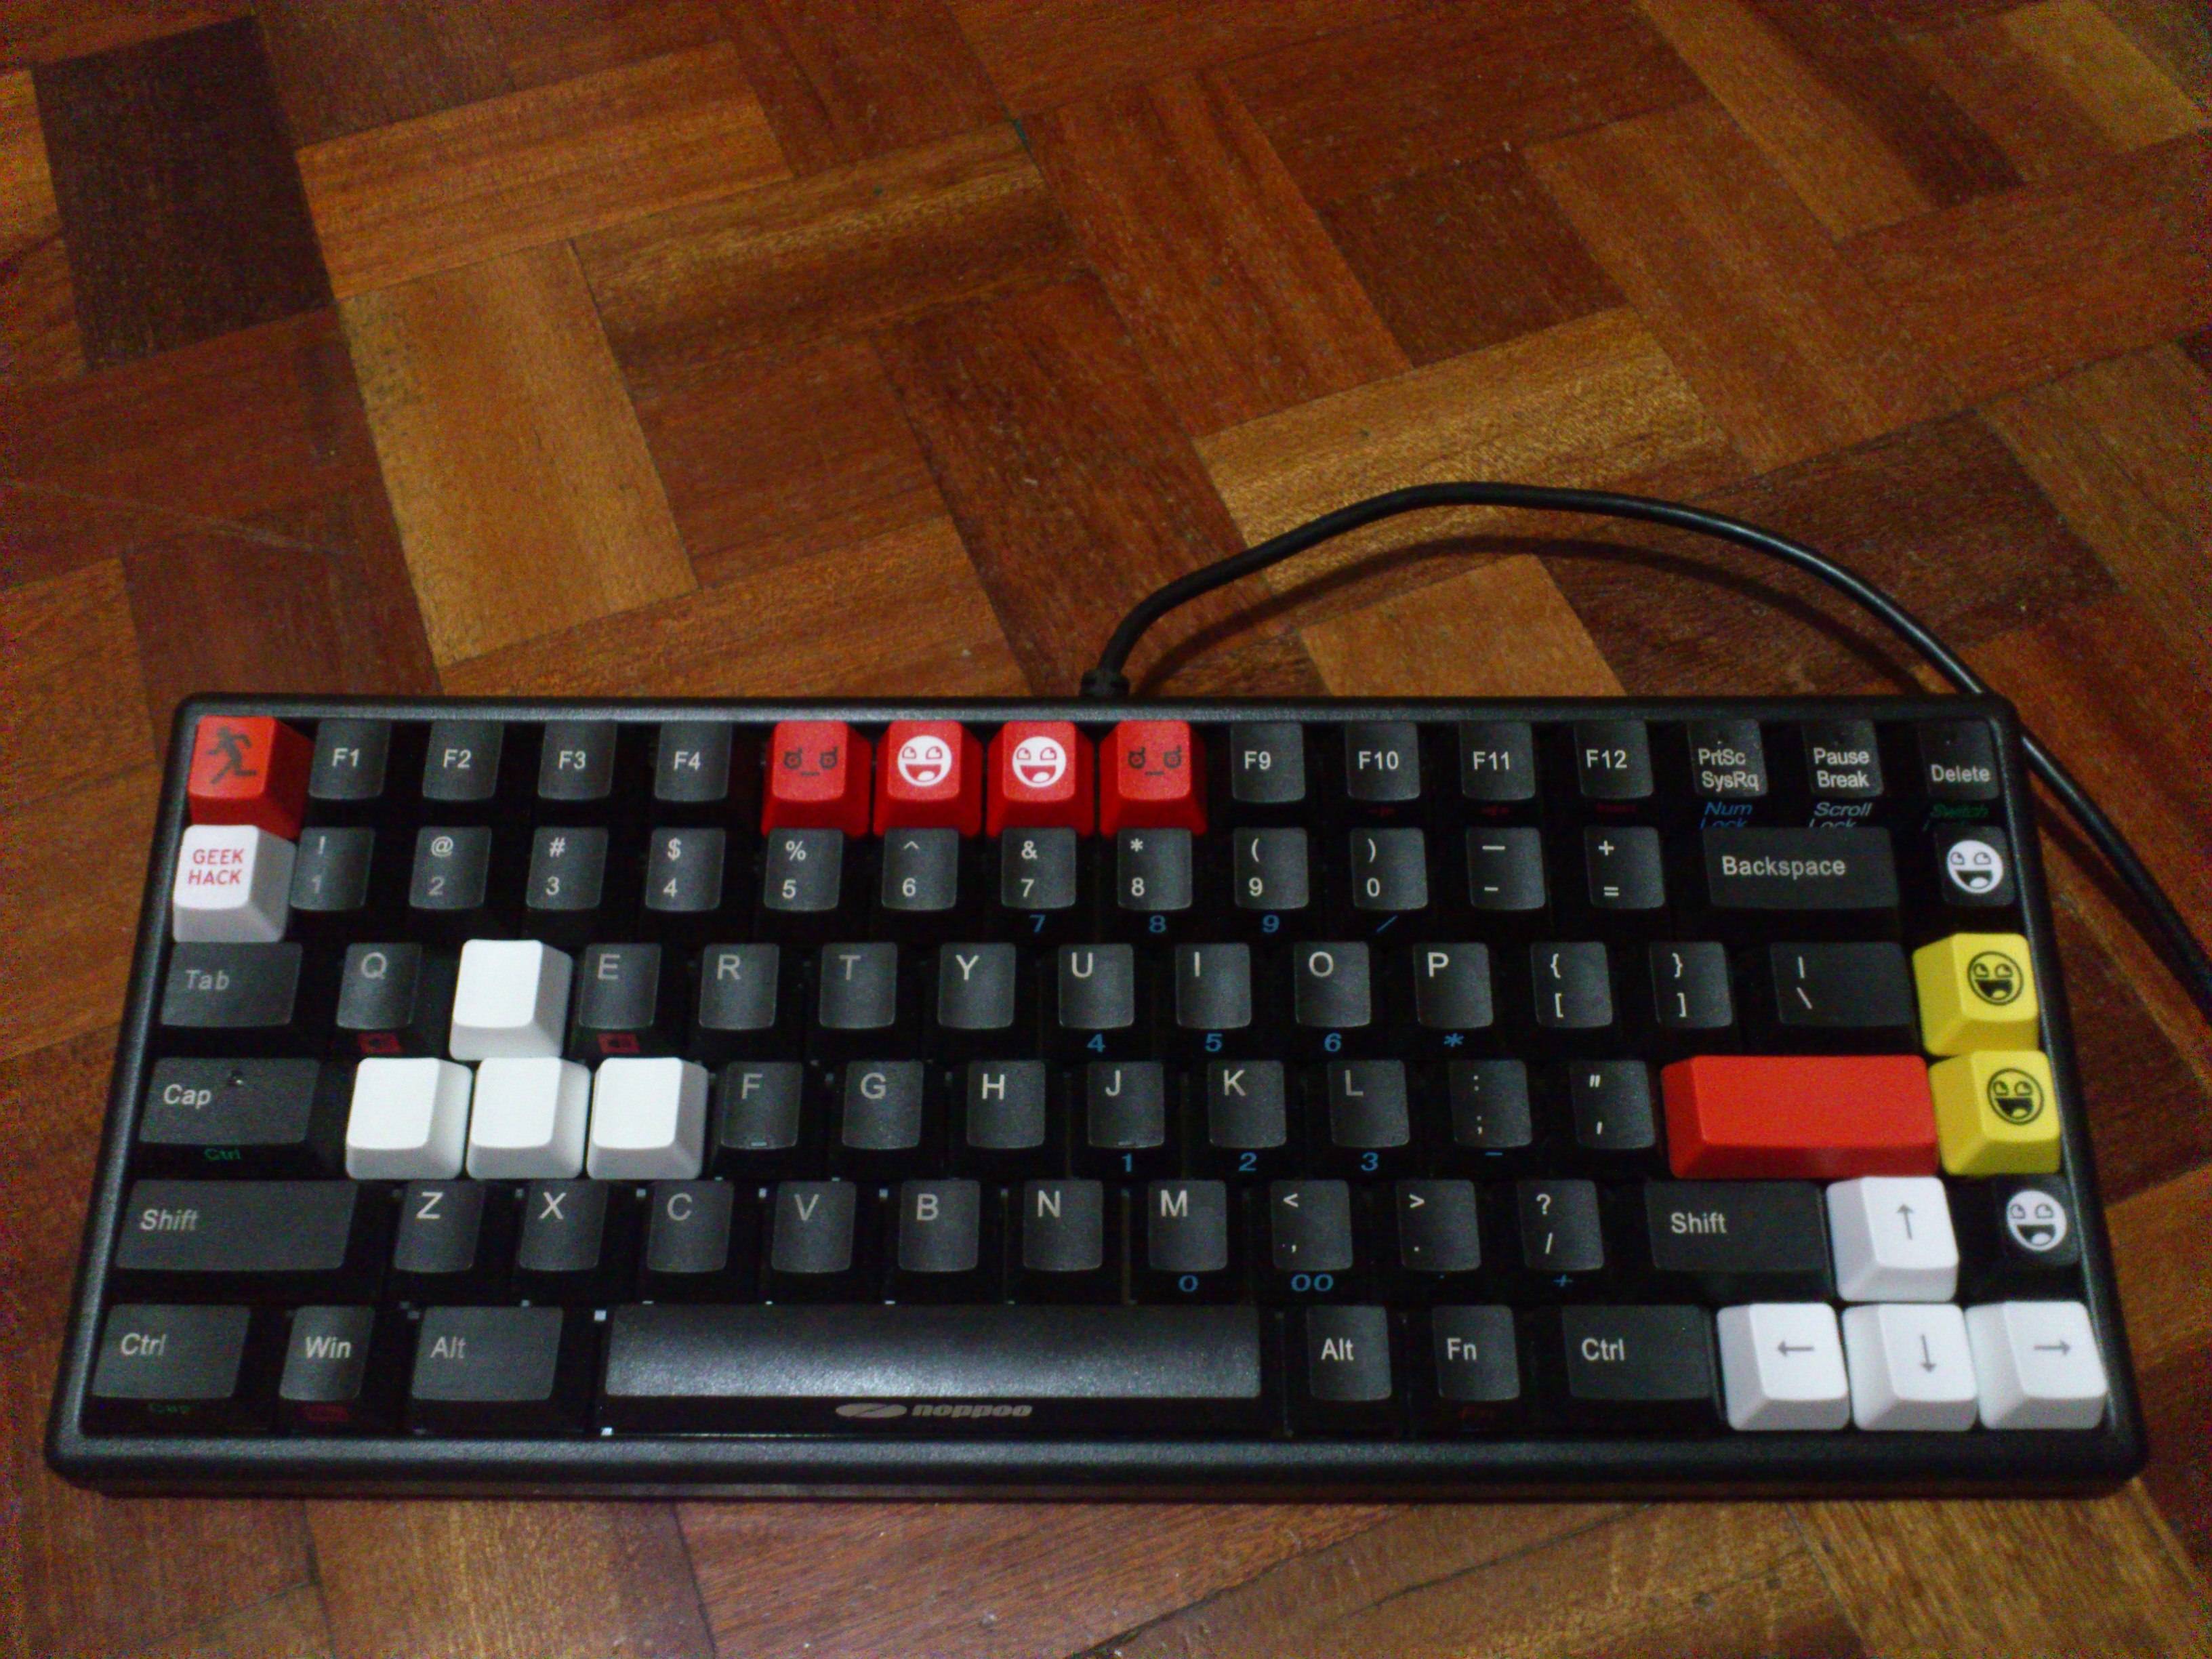 F1 F2 F3 F4 ಠ_ಠ ಠ_ಠ F9 F10 F11 F12 PrtSc SysRq Pause Break Delete
Num Lock Scroll Lock Switch
GEEK HACK ! 1 @ 2 # 3 $ 4 % 5 ^ 6 & 7 * 8 ( 9 ) 0 — - + = Backspace
7 8 9 /
Tab Q E R T Y U I O P { [ } ] | \
4 5 6 *
Cap F G H J K L : ; " '
Ctrl 1 2 3 -
Shift Z X C V B N M < , > . ? / Shift ↑
0 00 . +
Ctrl Win Alt Alt Fn Ctrl ← ↓ →
Cap noppoo